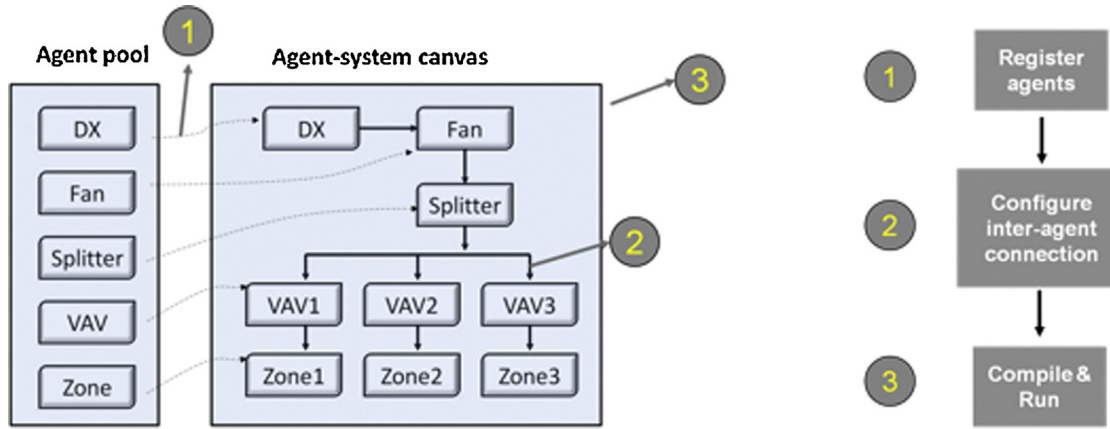 Agent pool
DX
Fan
Splitter
VAV
Zone
1
Agent-system canvas
DX
Fan
Splitter
VAV1
VAV2
VAV3
Zone1
Zone2
Zone3
2
3
1
Register
agents
2
Configure
inter-agent
connection
3
Compile &
Run